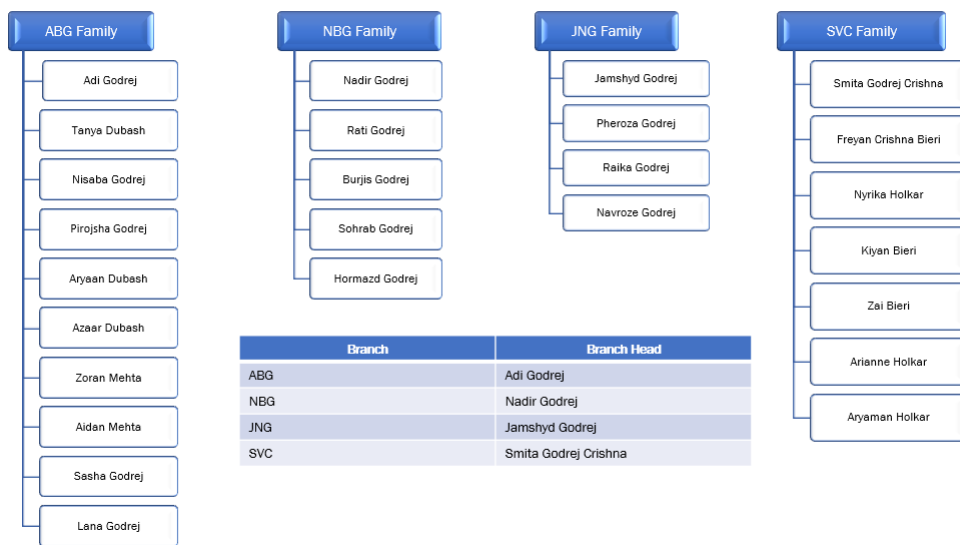 ABG Family
Adi Godrej
Tanya Dubash
Nisaba Godrej
Pirojsha Godrej
Aryaan Dubash
Azaar Dubash
Zoran Mehta
Aidan Mehta
Sasha Godrej
Lana Godrej
NBG Family
Nadir Godrej
Rati Godrej
Burjis Godrej
Sohrab Godrej
Hormazd Godrej
JNG Family
Jamshyd Godrej
Pheroza Godrej
Raika Godrej
Navroze Godrej
SVC Family
Smita Godrej Crishna
Freyan Crishna Bieri
Nyrika Holkar
Kiyan Bieri
Zai Bieri
Arianne Holkar
Aryaman Holkar
Branch Branch Head
ABG Adi Godrej
NBG Nadir Godrej
JNG Jamshyd Godrej
SVC Smita Godrej Crishna